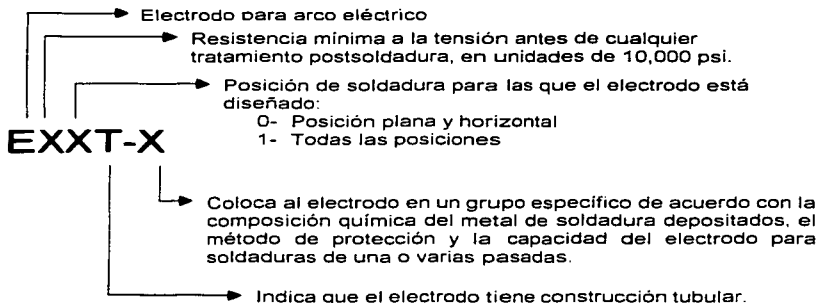 Electrodo para arco eléctrico
Resistencia mínima a la tensión antes de cualquier
tratamiento postsoldadura, en unidades de 10,000 psi.
Posición de soldadura para las que el electrodo está
diseñado:
0- Posición plana y horizontal
1- Todas las posiciones
EXXT-X
Coloca al electrodo en un grupo específico de acuerdo con la
composición química del metal de soldadura depositados, el
método de protección y la capacidad del electrodo para
soldaduras de una o varias pasadas.
Indica que el electrodo tiene construcción tubular.